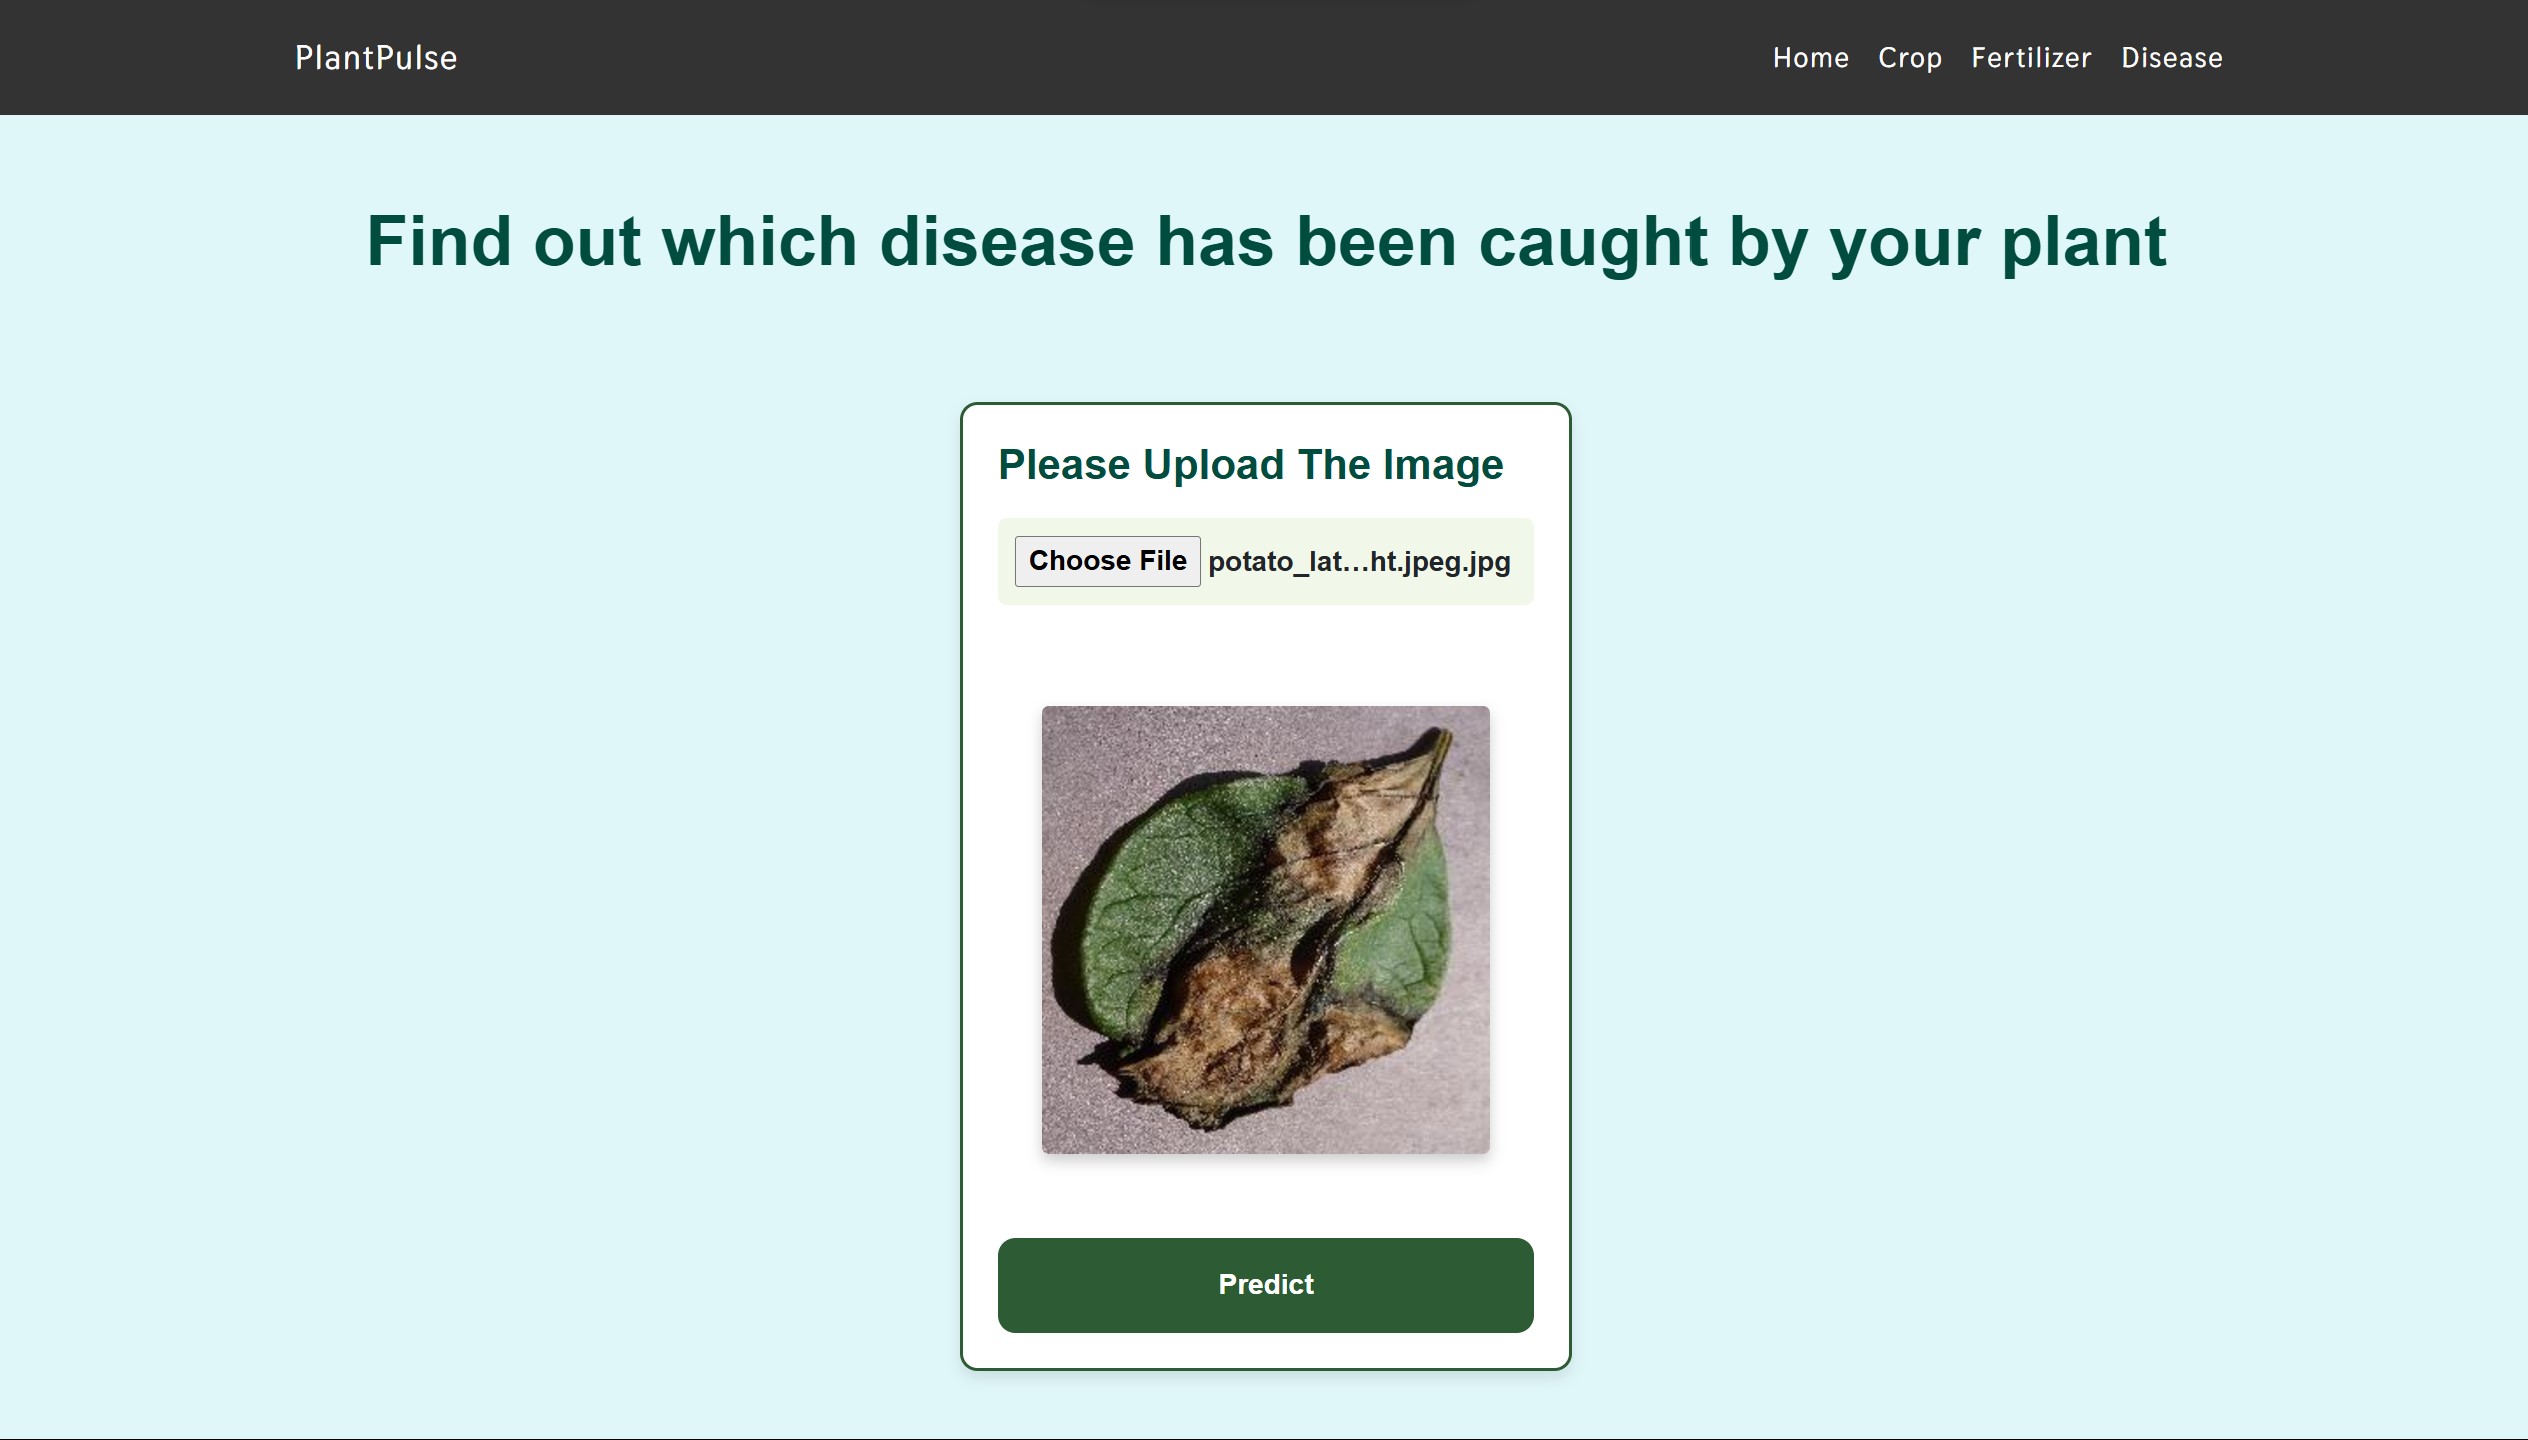 PlantPulse
Home Crop Fertilizer Disease
Find out which disease has been caught by your plant
Please Upload The Image
Choose File potato_lat...ht.jpeg.jpg
Predict